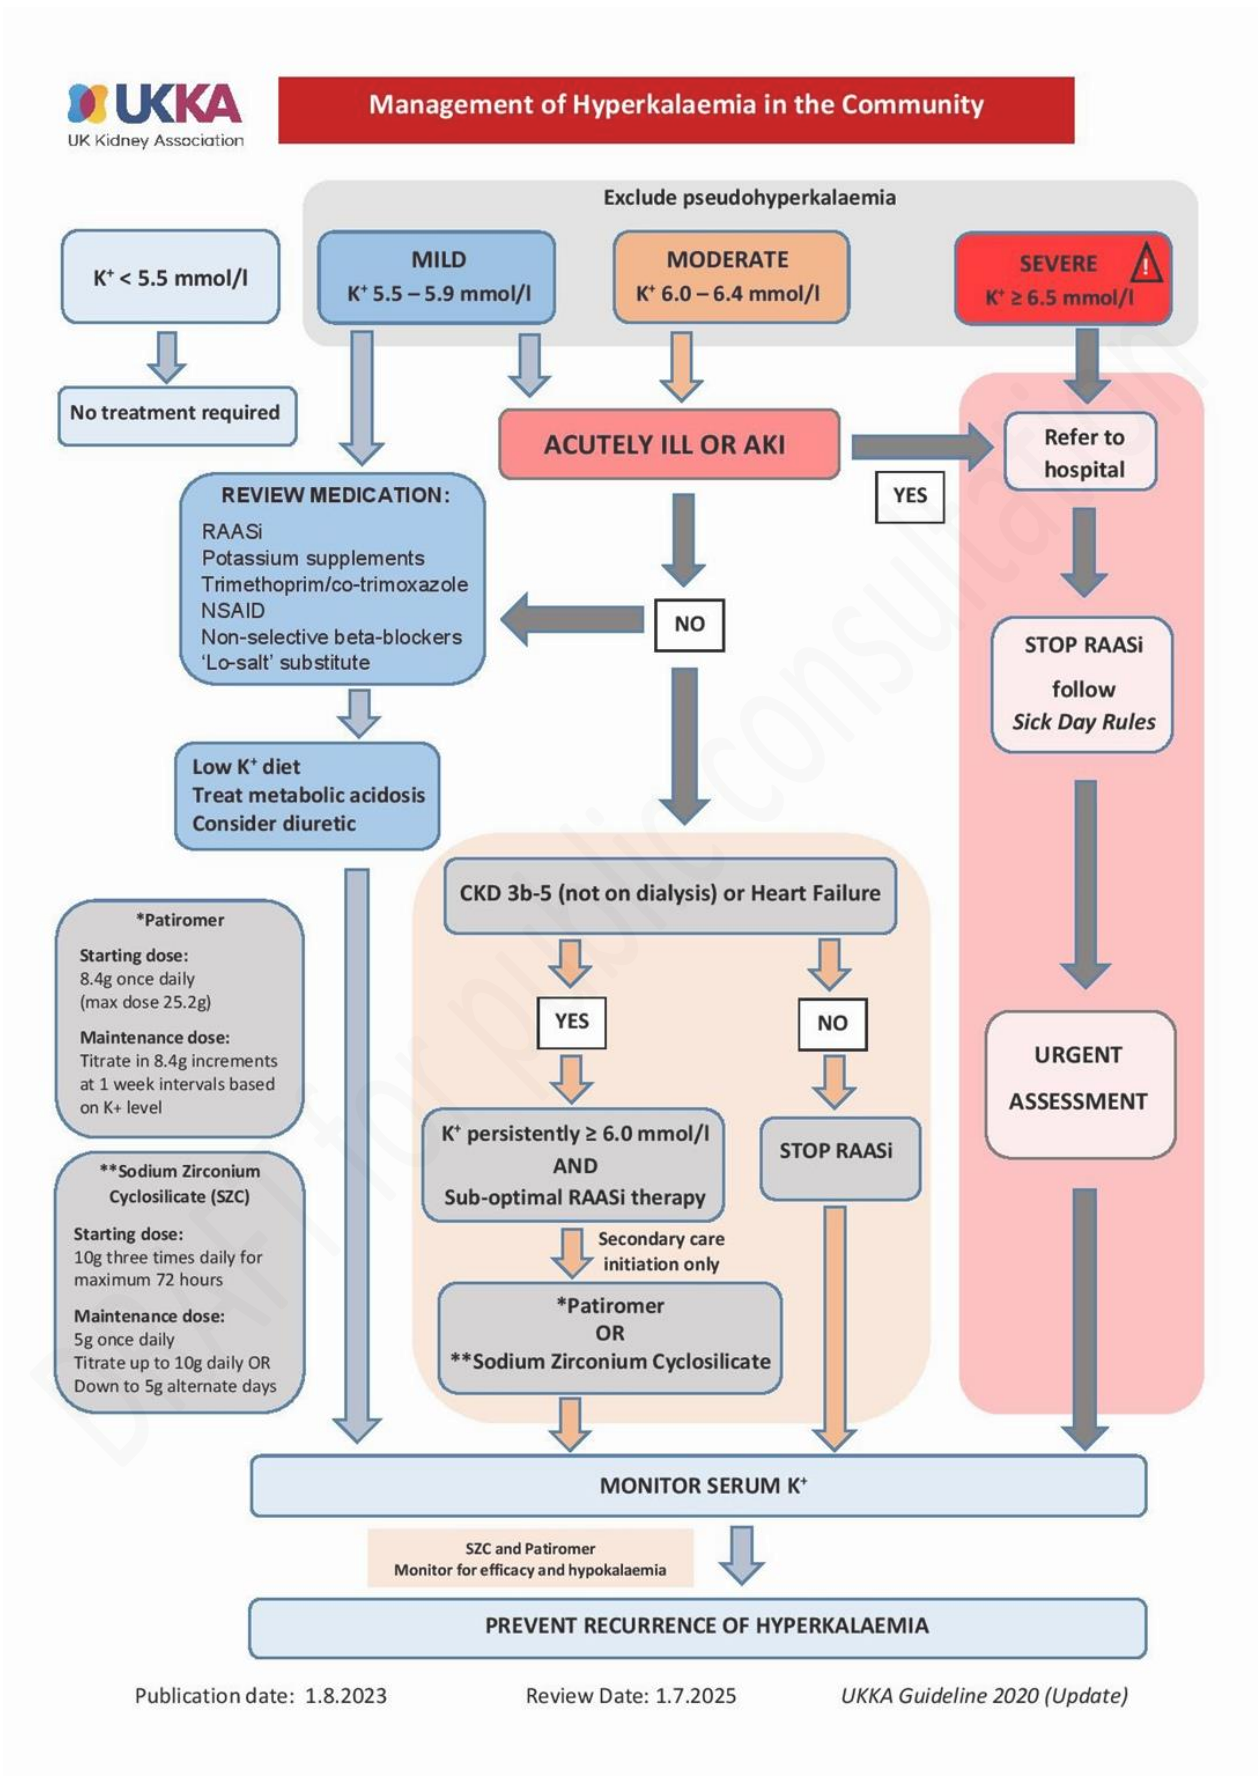 UKKA
UK Kidney Association
Management of Hyperkalaemia in the Community
Exclude pseudohyperkalaemia
K⁺ < 5.5 mmol/l
MILD
K⁺ 5.5 – 5.9 mmol/l
MODERATE
K⁺ 6.0 – 6.4 mmol/l
SEVERE
!
K⁺ ≥ 6.5 mmol/l
No treatment required
ACUTELY ILL OR AKI
YES
Refer to
hospital
REVIEW MEDICATION:
RAASi
Potassium supplements
Trimethoprim/co-trimoxazole
NSAID
Non-selective beta-blockers
‘Lo-salt’ substitute
NO
STOP RAASi
follow
Sick Day Rules
Low K⁺ diet
Treat metabolic acidosis
Consider diuretic
CKD 3b-5 (not on dialysis) or Heart Failure
YES
NO
K⁺ persistently ≥ 6.0 mmol/l
AND
Sub-optimal RAASi therapy
STOP RAASi
Secondary care
initiation only
*Patiromer
OR
**Sodium Zirconium Cyclosilicate
URGENT
ASSESSMENT
*Patiromer
Starting dose:
8.4g once daily
(max dose 25.2g)
Maintenance dose:
Titrate in 8.4g increments
at 1 week intervals based
on K+ level
**Sodium Zirconium
Cyclosilicate (SZC)
Starting dose:
10g three times daily for
maximum 72 hours
Maintenance dose:
5g once daily
Titrate up to 10g daily OR
Down to 5g alternate days
MONITOR SERUM K⁺
SZC and Patiromer
Monitor for efficacy and hypokalaemia
PREVENT RECURRENCE OF HYPERKALAEMIA
Publication date: 1.8.2023
Review Date: 1.7.2025
UKKA Guideline 2020 (Update)
DRAFT for public consultation